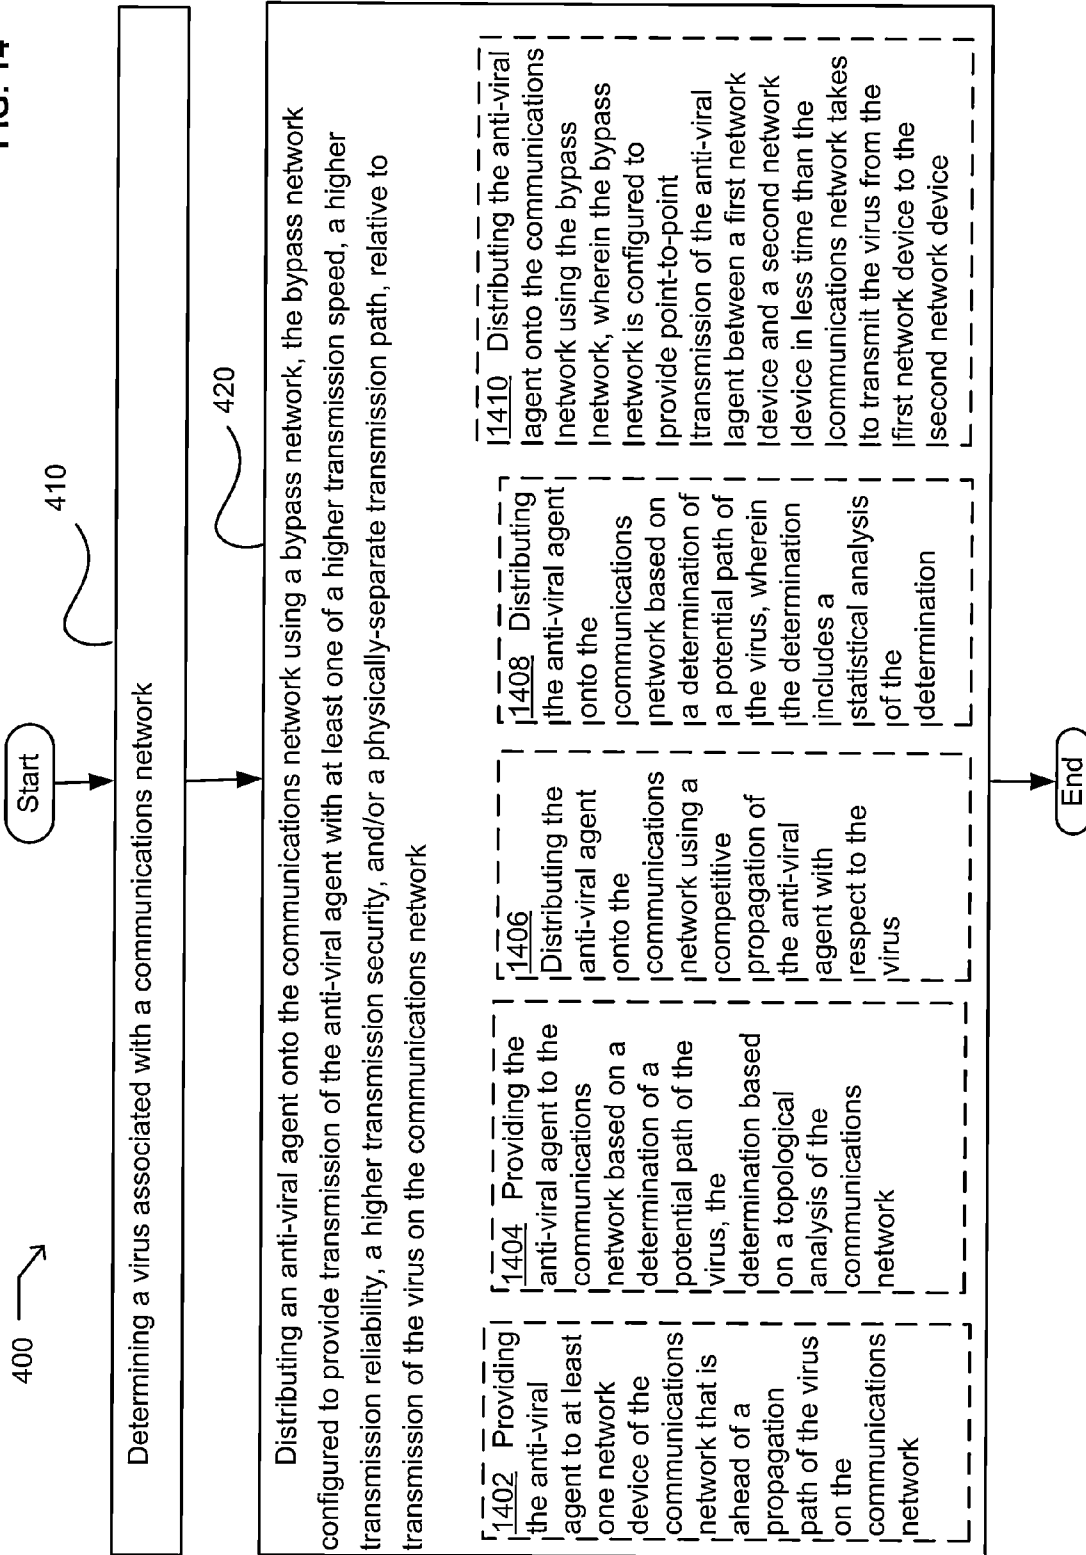 FIG. 14
400
Start
410
Determining a virus associated with a communications network
420
Distributing an anti-viral agent onto the communications network using a bypass network, the bypass network
configured to provide transmission of the anti-viral agent with at least one of a higher transmission speed, a higher
transmission reliability, a higher transmission security, and/or a physically-separate transmission path, relative to
transmission of the virus on the communications network
1402 Providing
the anti-viral
agent to at least
one network
device of the
communications
network that is
ahead of a
propagation
path of the virus
on the
communications
network
1404 Providing the
anti-viral agent to the
communications
network based on a
determination of a
potential path of the
virus, the
determination based
on a topological
analysis of the
communications
network
1406
Distributing the
anti-viral agent
onto the
communications
network using a
competitive
propagation of
the anti-viral
agent with
respect to the
virus
1408 Distributing
the anti-viral agent
onto the
communications
network based on
a determination of
a potential path of
the virus, wherein
the determination
includes a
statistical analysis
of the
determination
1410 Distributing the anti-viral
agent onto the communications
network using the bypass
network, wherein the bypass
network is configured to
provide point-to-point
transmission of the anti-viral
agent between a first network
device and a second network
device in less time than the
communications network takes
to transmit the virus from the
first network device to the
second network device
End